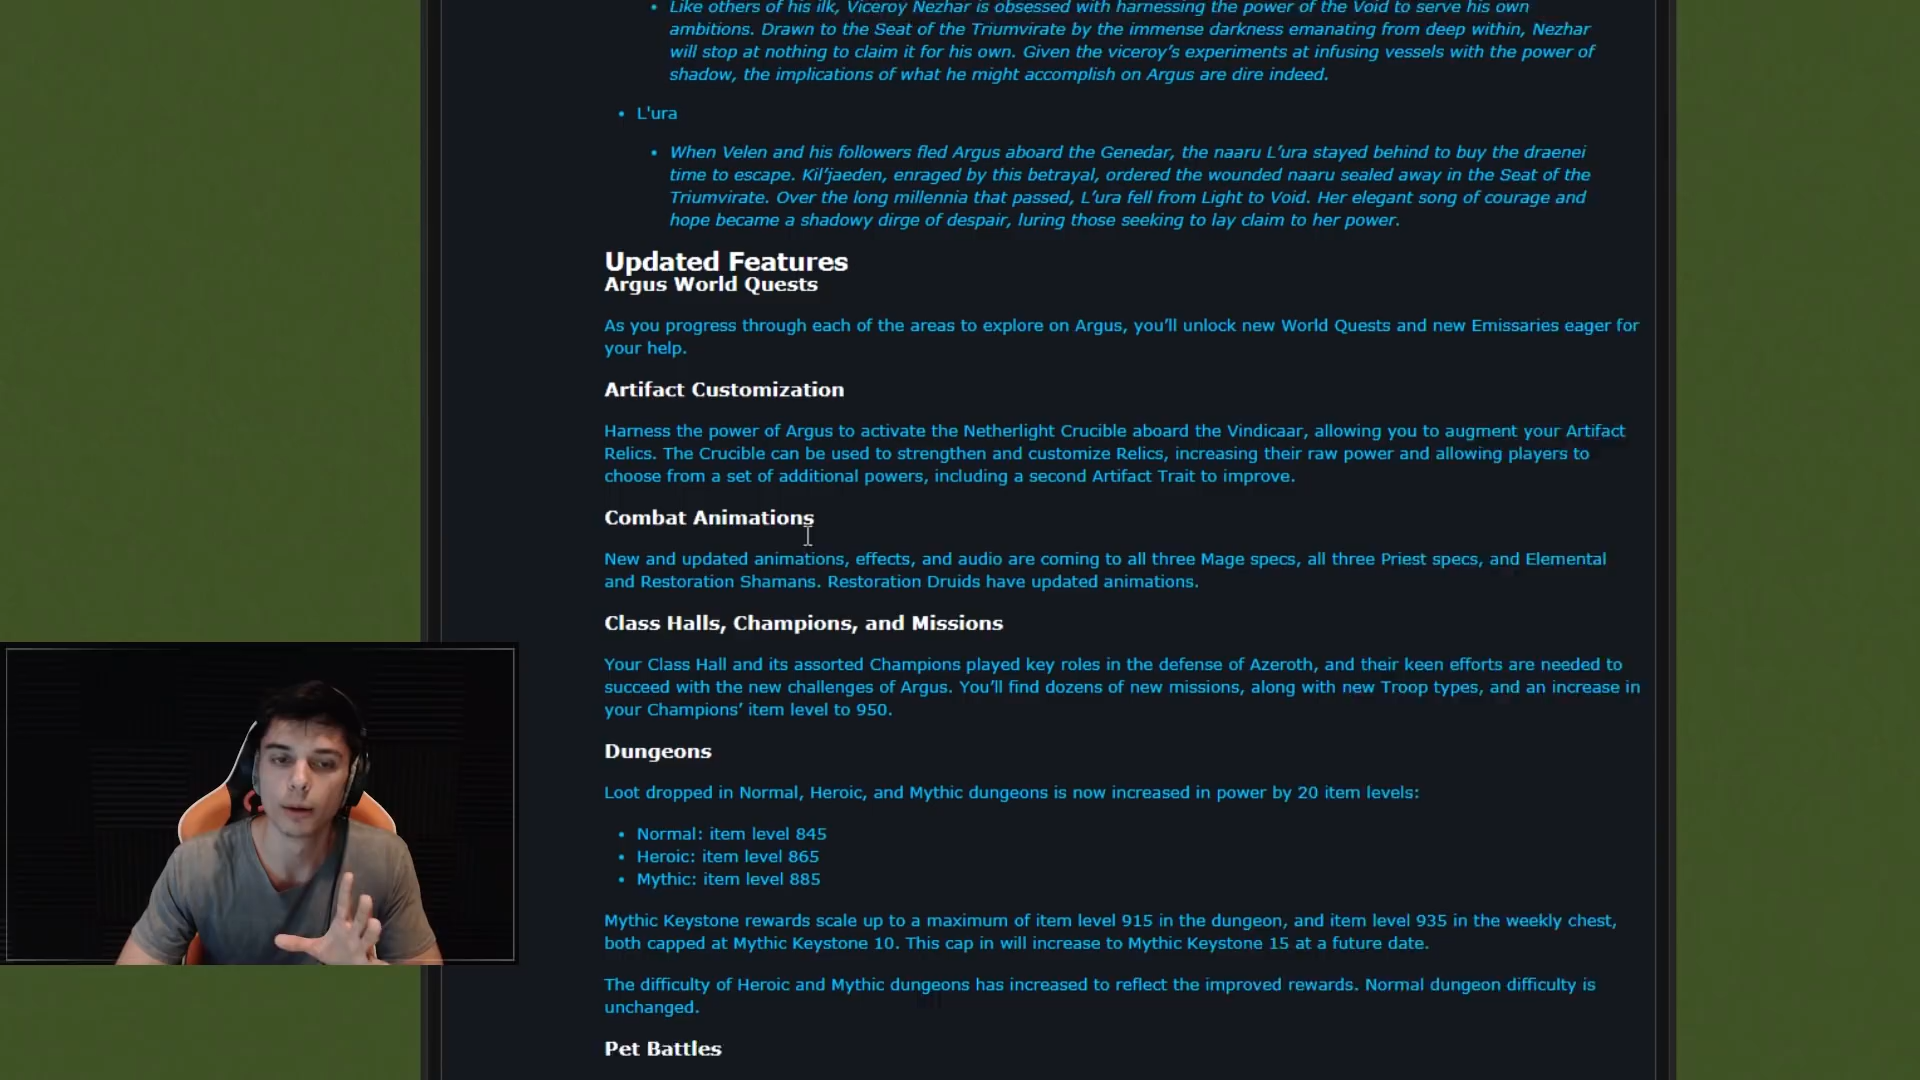 • Like others of his ilk, Viceroy Nezhar is obsessed with harnessing the power of the Void to serve his own
ambitions. Drawn to the Seat of the Triumvirate by the immense darkness emanating from deep within, Nezhar
will stop at nothing to claim it for his own. Given the viceroy’s experiments at infusing vessels with the power of
shadow, the implications of what he might accomplish on Argus are dire indeed.
• L'ura
• When Velen and his followers fled Argus aboard the Genedar, the naaru L’ura stayed behind to buy the draenei
time to escape. Kil’jaeden, enraged by this betrayal, ordered the wounded naaru sealed away in the Seat of the
Triumvirate. Over the long millennia that passed, L’ura fell from Light to Void. Her elegant song of courage and
hope became a shadowy dirge of despair, luring those seeking to lay claim to her power.
Updated Features
Argus World Quests
As you progress through each of the areas to explore on Argus, you’ll unlock new World Quests and new Emissaries eager for
your help.
Artifact Customization
Harness the power of Argus to activate the Netherlight Crucible aboard the Vindicaar, allowing you to augment your Artifact
Relics. The Crucible can be used to strengthen and customize Relics, increasing their raw power and allowing players to
choose from a set of additional powers, including a second Artifact Trait to improve.
Combat Animations
New and updated animations, effects, and audio are coming to all three Mage specs, all three Priest specs, and Elemental
and Restoration Shamans. Restoration Druids have updated animations.
Class Halls, Champions, and Missions
Your Class Hall and its assorted Champions played key roles in the defense of Azeroth, and their keen efforts are needed to
succeed with the new challenges of Argus. You’ll find dozens of new missions, along with new Troop types, and an increase in
your Champions’ item level to 950.
Dungeons
Loot dropped in Normal, Heroic, and Mythic dungeons is now increased in power by 20 item levels:
• Normal: item level 845
• Heroic: item level 865
• Mythic: item level 885
Mythic Keystone rewards scale up to a maximum of item level 915 in the dungeon, and item level 935 in the weekly chest,
both capped at Mythic Keystone 10. This cap in will increase to Mythic Keystone 15 at a future date.
The difficulty of Heroic and Mythic dungeons has increased to reflect the improved rewards. Normal dungeon difficulty is
unchanged.
Pet Battles